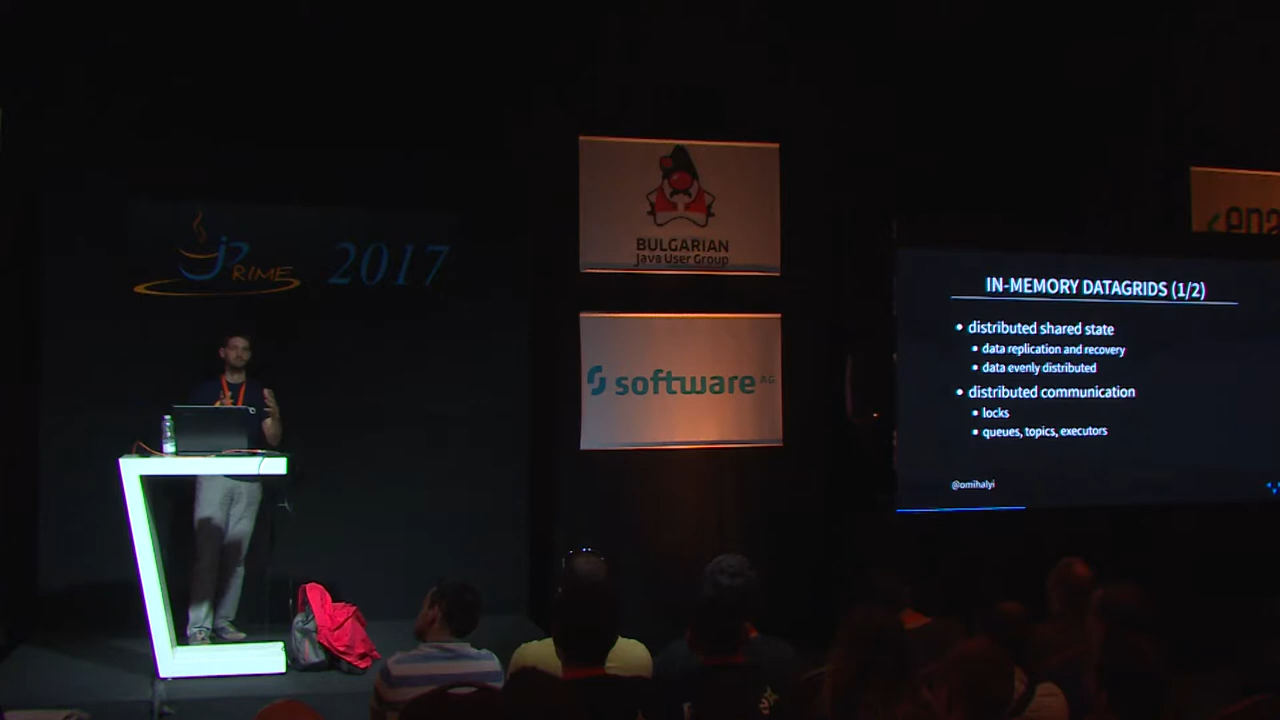 JPRIME 2017
BULGARIAN
Java User Group
software AG
IN-MEMORY DATAGRIDS (1/2)
• distributed shared state
• data replication and recovery
• data evenly distributed
• distributed communication
• locks
• queues, topics, executors
@omihalyi